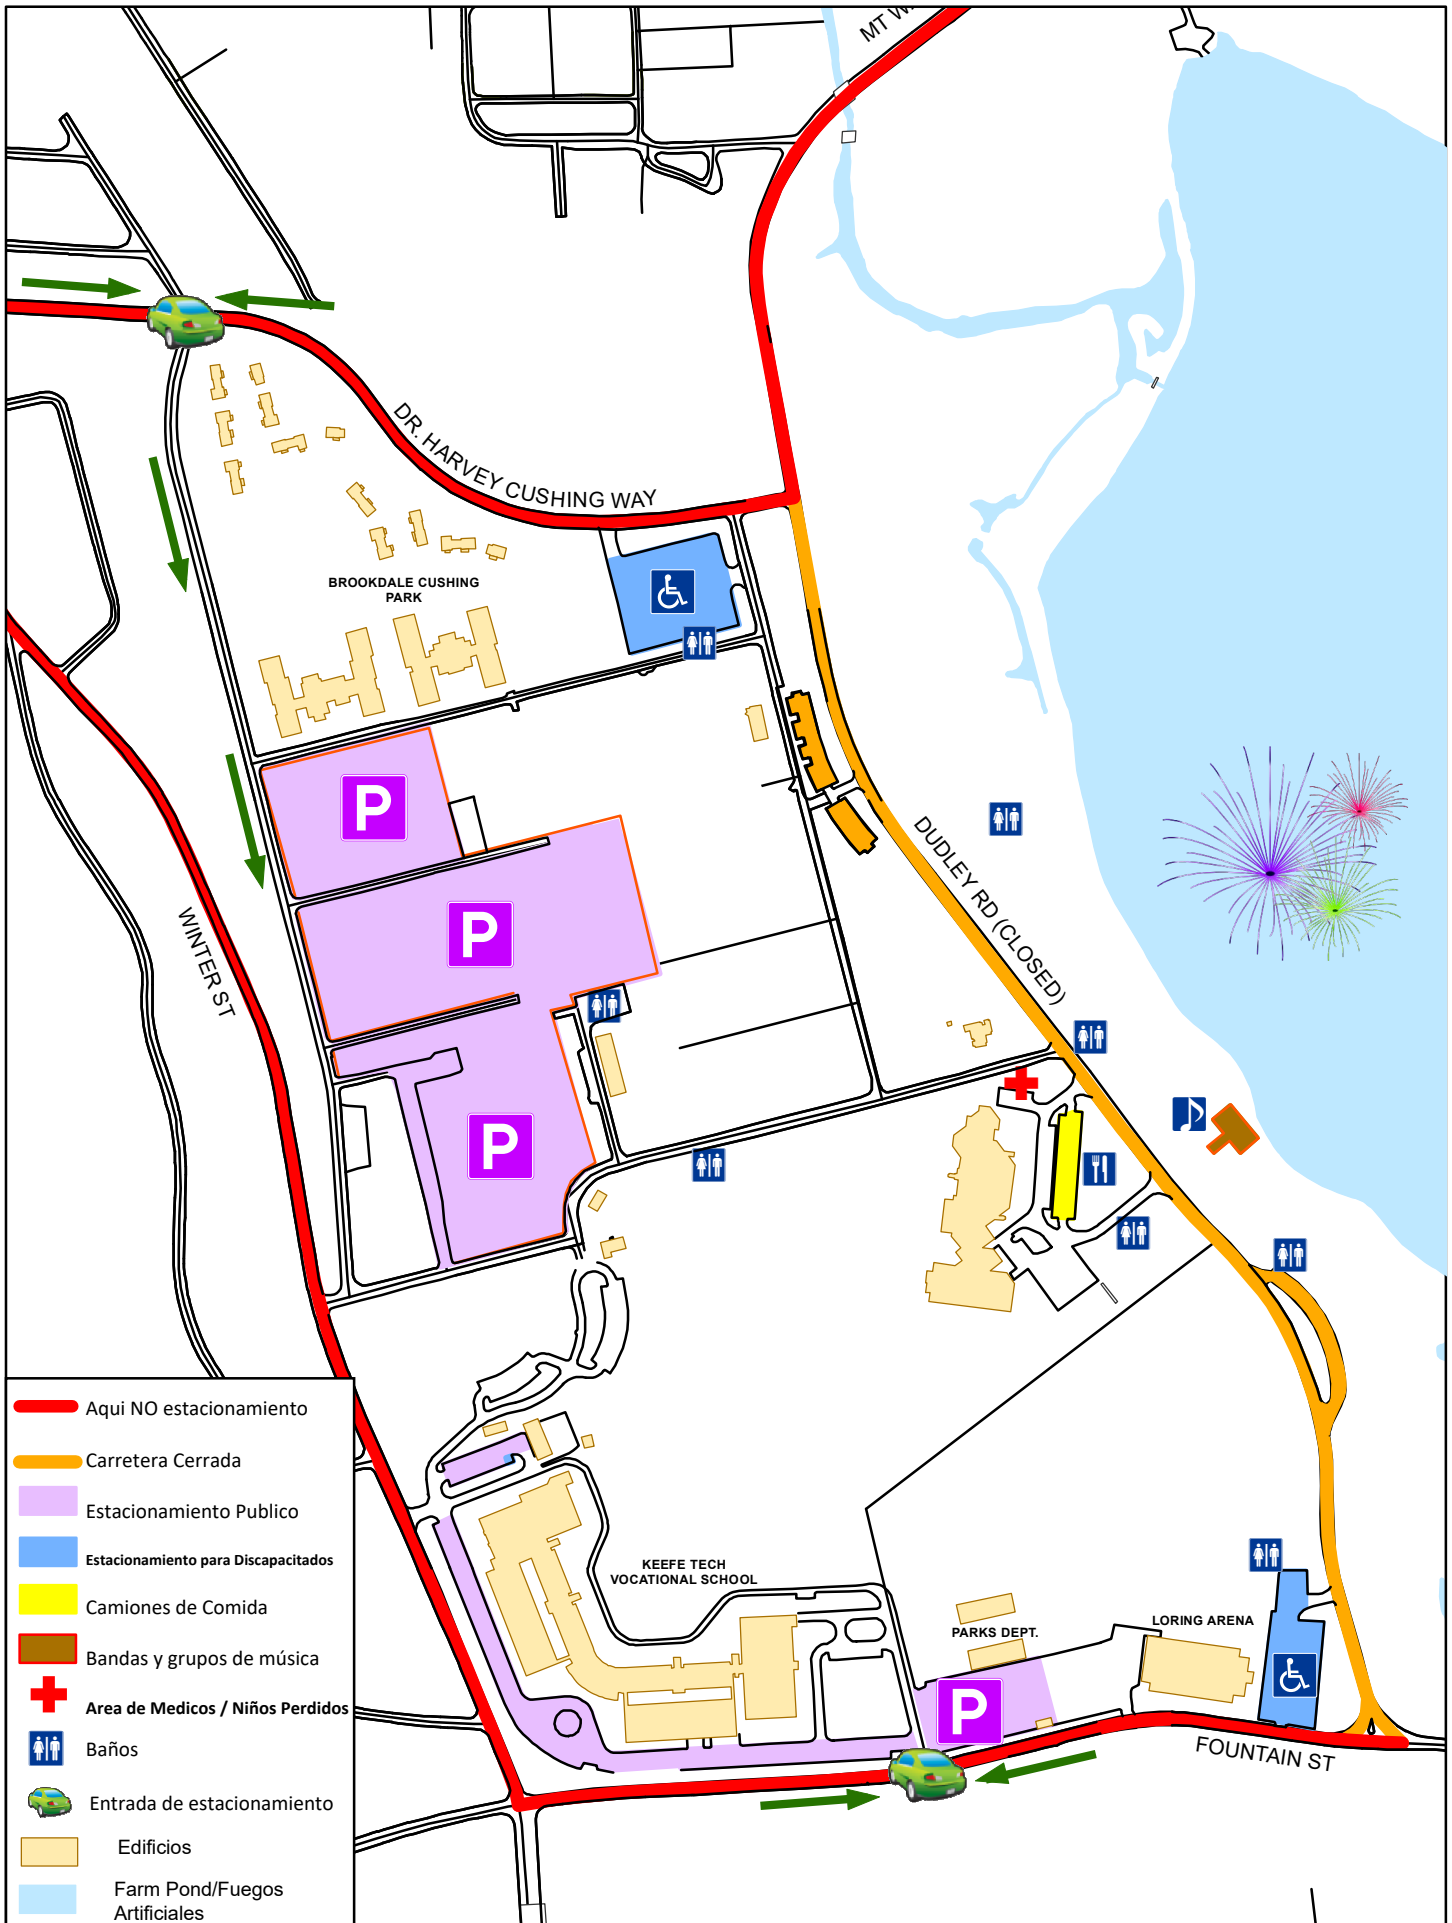 MT W
DR. HARVEY CUSHING WAY
BROOKDALE CUSHING
PARK
P
P
P
WINTER ST
DUDLEY RD (CLOSED)
KEEFE TECH
VOCATIONAL SCHOOL
PARKS DEPT.
LORING ARENA
P
FOUNTAIN ST
Aqui NO estacionamiento
Carretera Cerrada
Estacionamiento Publico
Estacionamiento para Discapacitados
Camiones de Comida
Bandas y grupos de música
Area de Medicos / Niños Perdidos
Baños
Entrada de estacionamiento
Edificios
Farm Pond/Fuegos
Artificiales